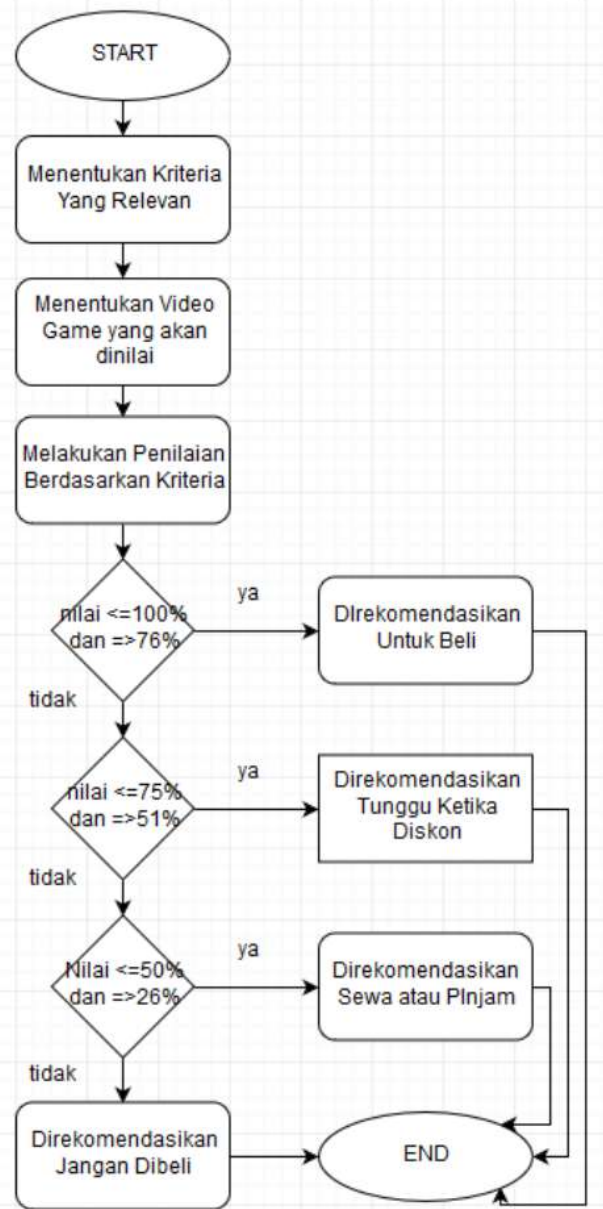 START
Menentukan Kriteria
Yang Relevan
Menentukan Video
Game yang akan
dinilai
Melakukan Penilaian
Berdasarkan Kriteria
nilai <=100%
dan =>76%
ya
DIrekomendasikan
Untuk Beli
tidak
nilai <=75%
dan =>51%
ya
Direkomendasikan
Tunggu Ketika
Diskon
tidak
Nilai <=50%
dan =>26%
ya
Direkomendasikan
Sewa atau PInjam
tidak
Direkomendasikan
Jangan Dibeli
END